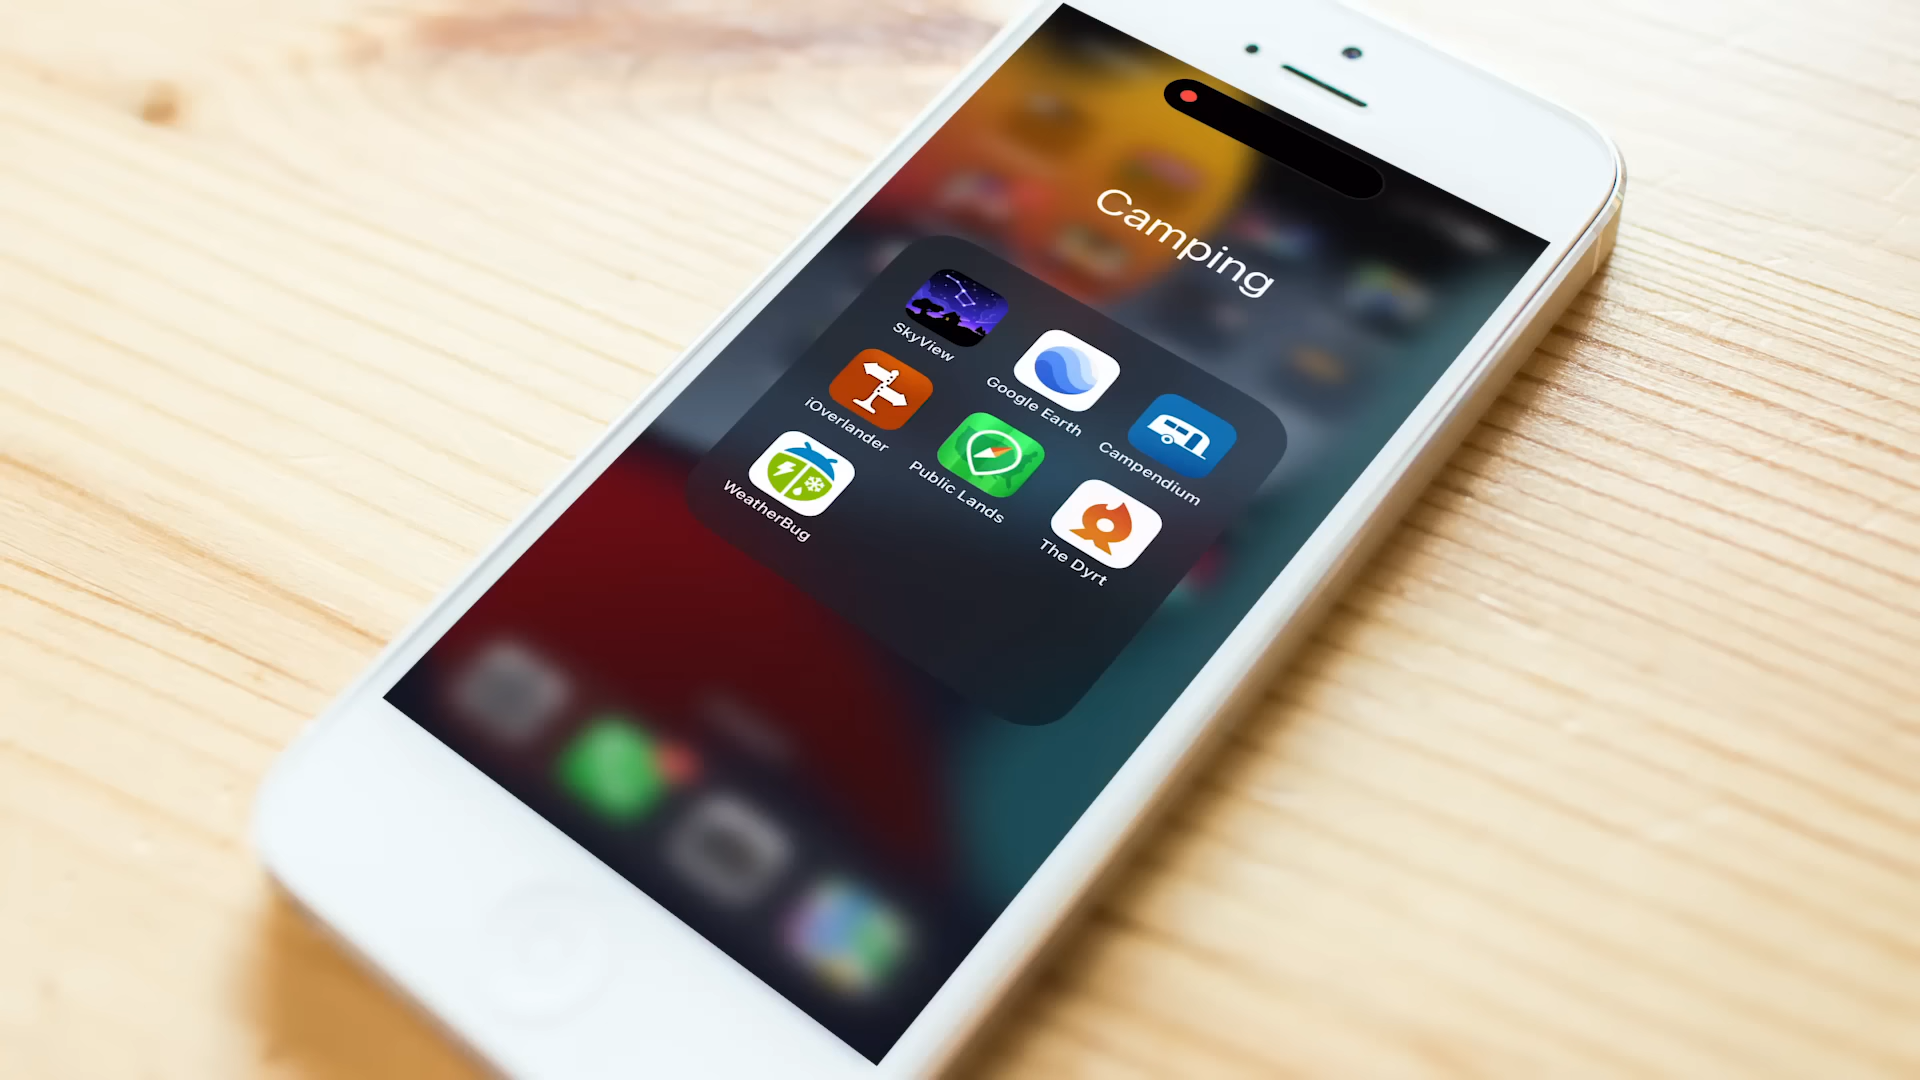 Camping
SkyView
Google Earth
Campendium
iOverlander
Public Lands
The Dyrt
WeatherBug